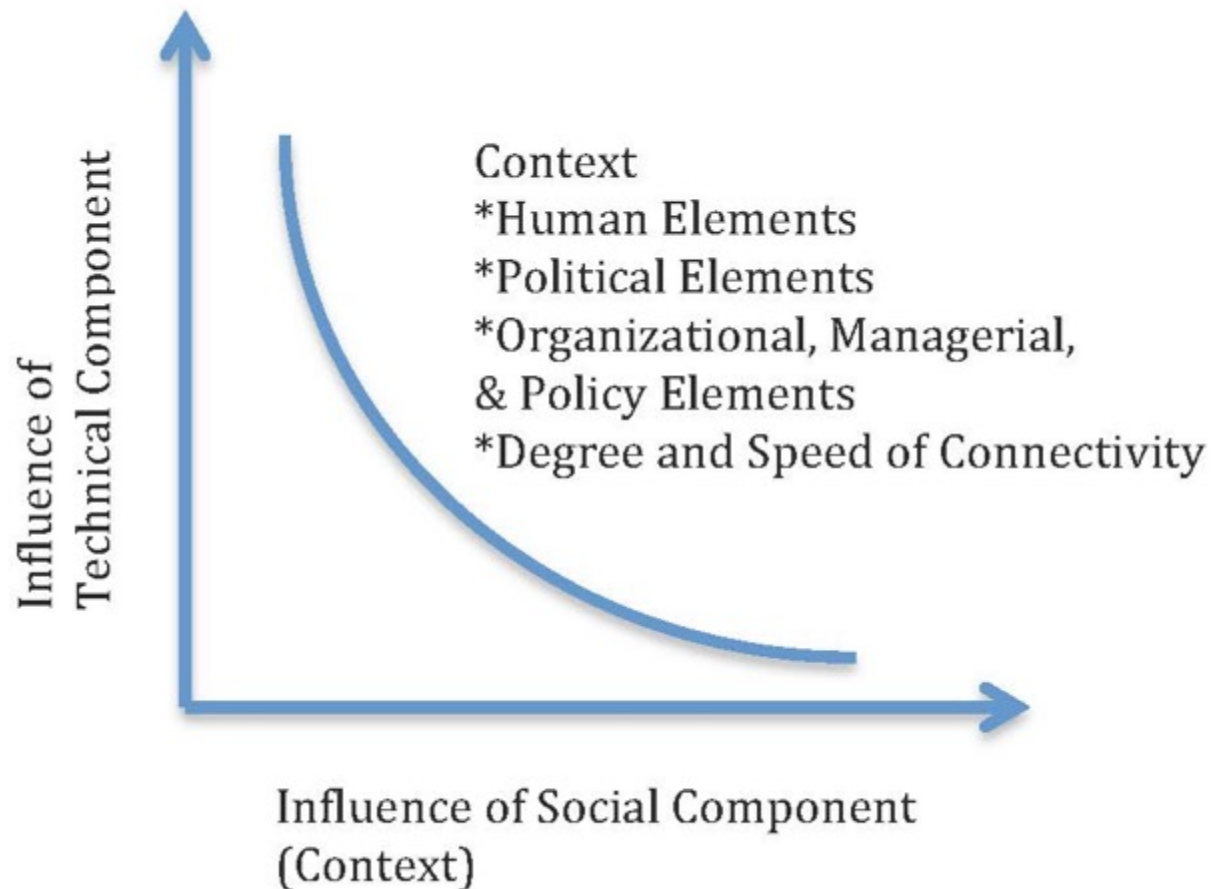 Influence of
Technical Component
Context
*Human Elements
*Political Elements
*Organizational, Managerial,
& Policy Elements
*Degree and Speed of Connectivity
Influence of Social Component
(Context)